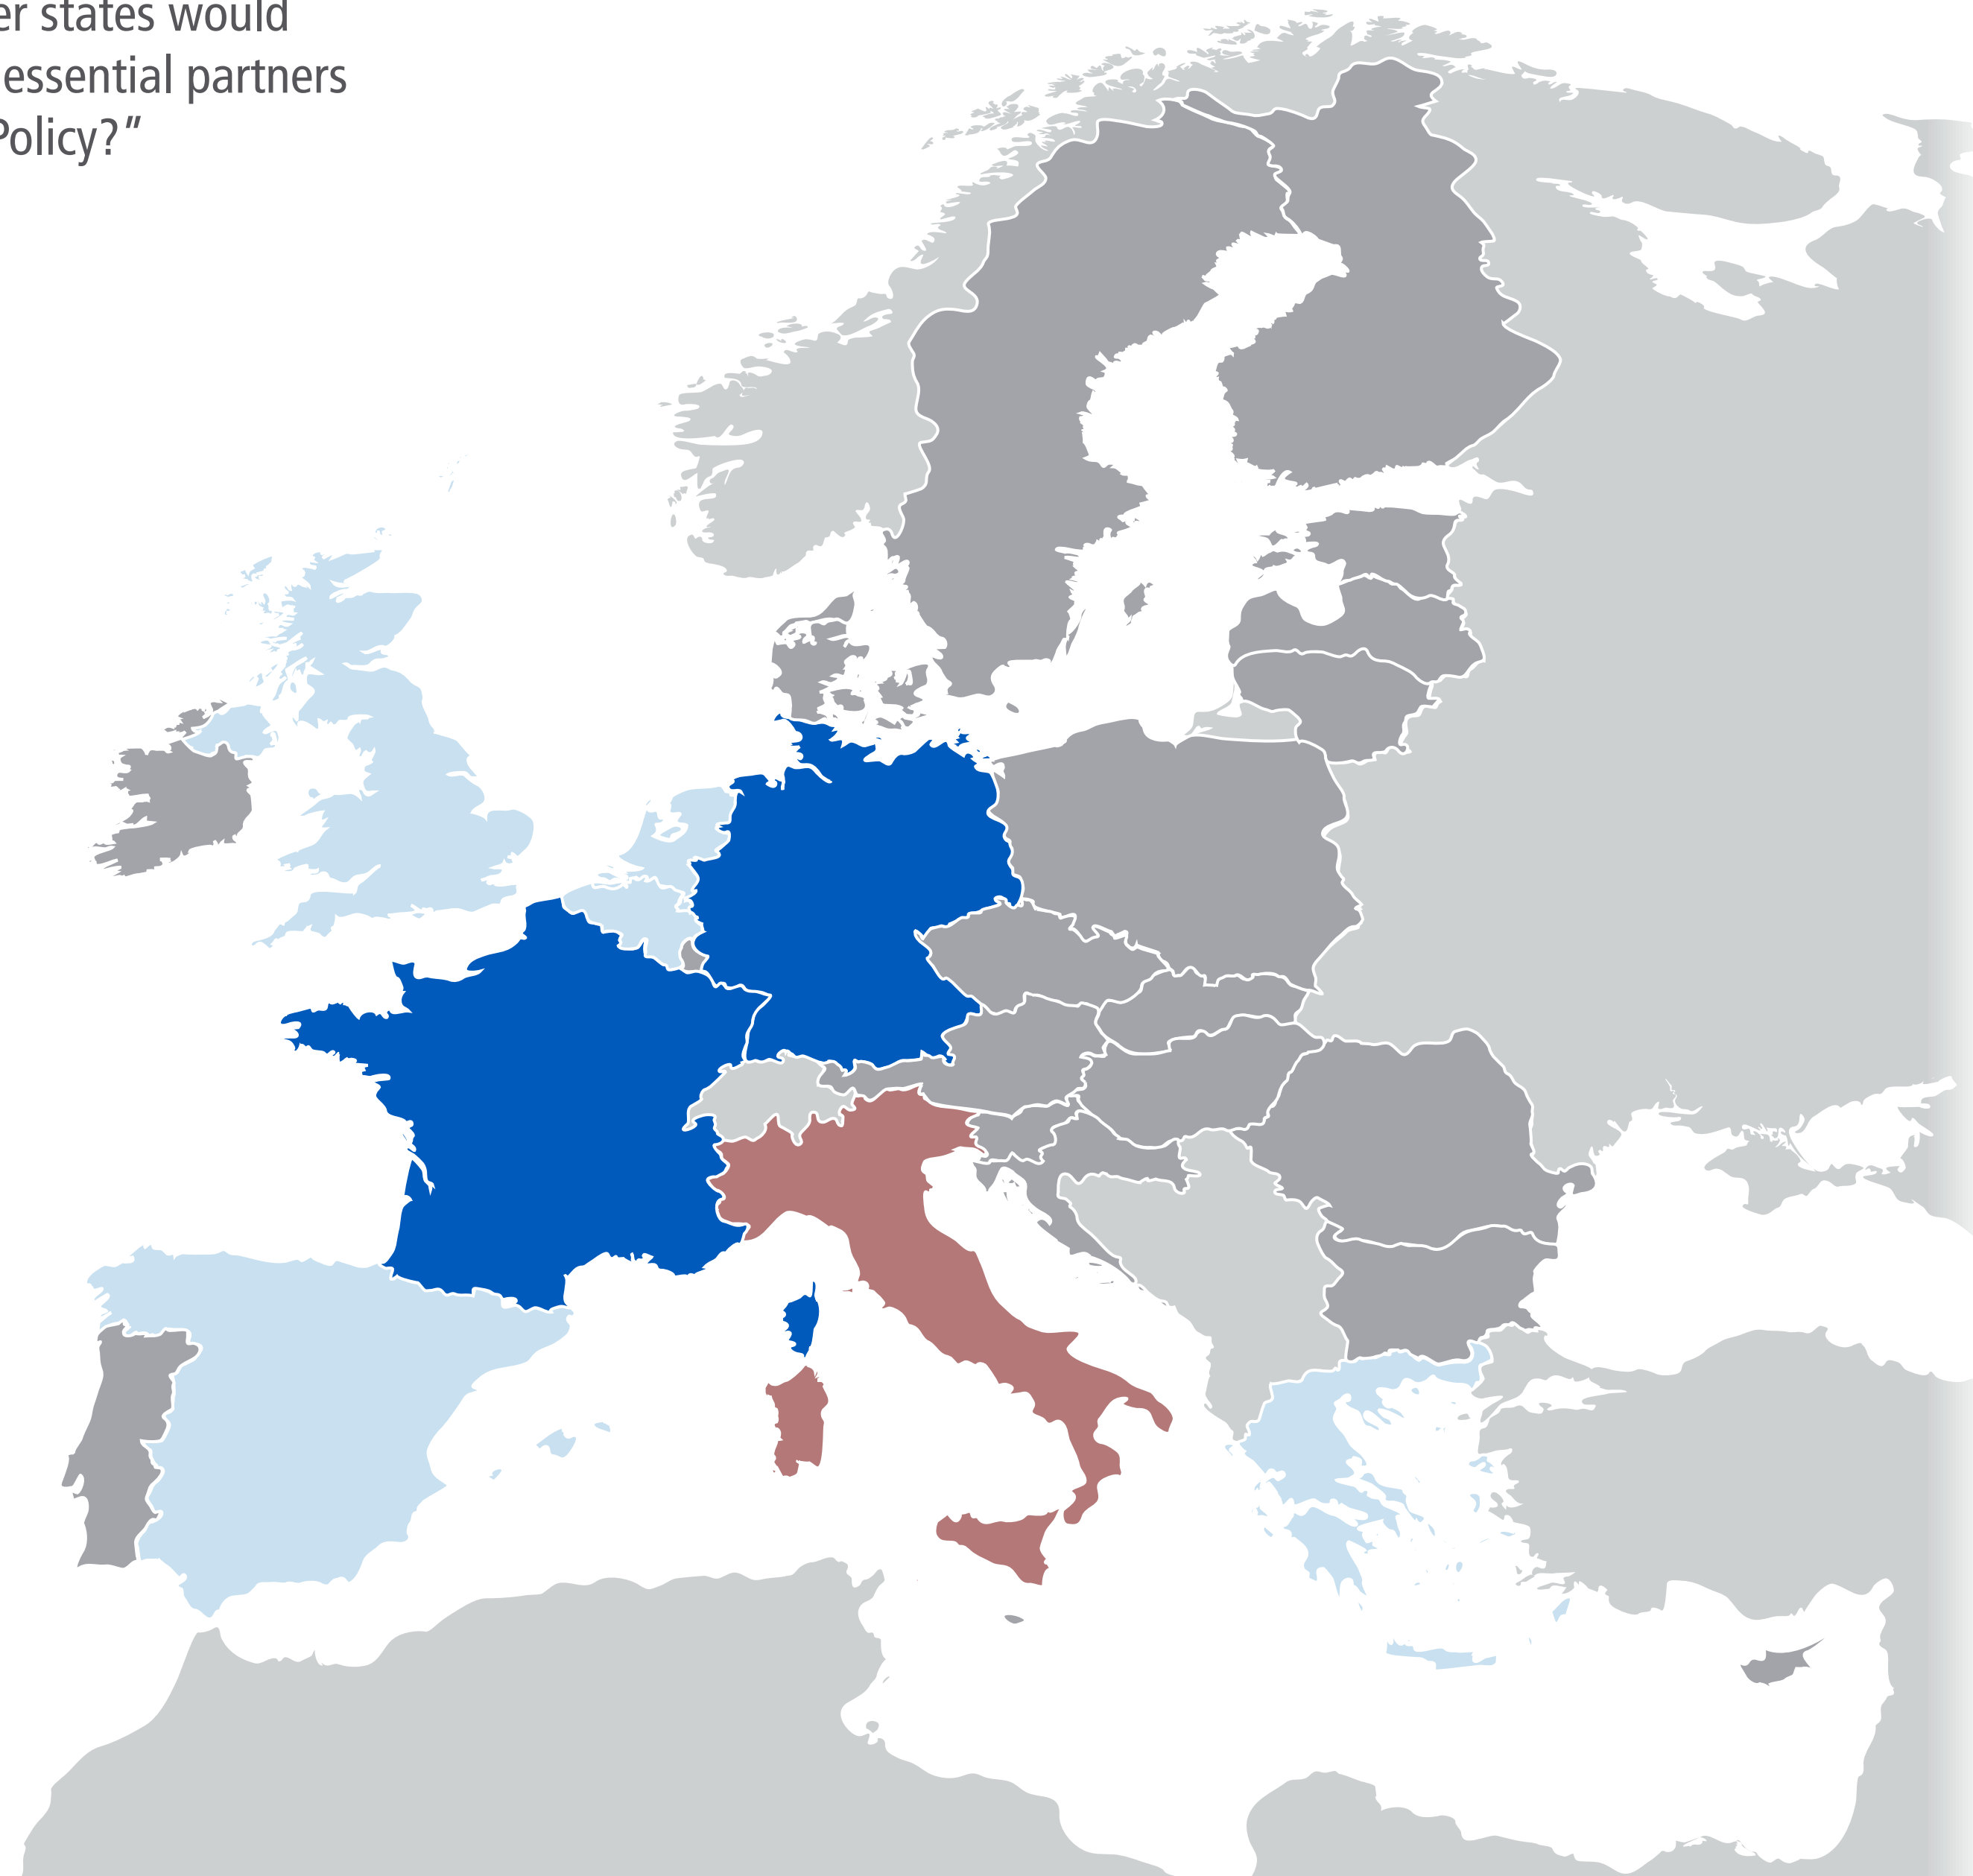 er states would
essential partners
Policy?”